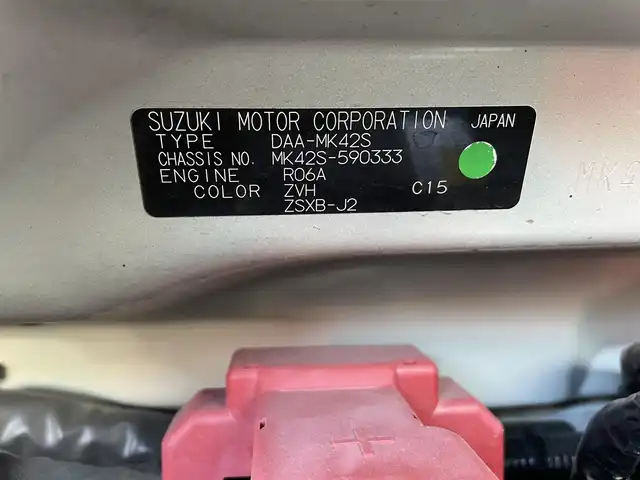 SUZUKI MOTOR CORPORATION JAPAN
TYPE DAA-MK42S
CHASSIS NO. MK42S-590333
ENGINE R06A
COLOR ZVH C15
ZSXB-J2
+